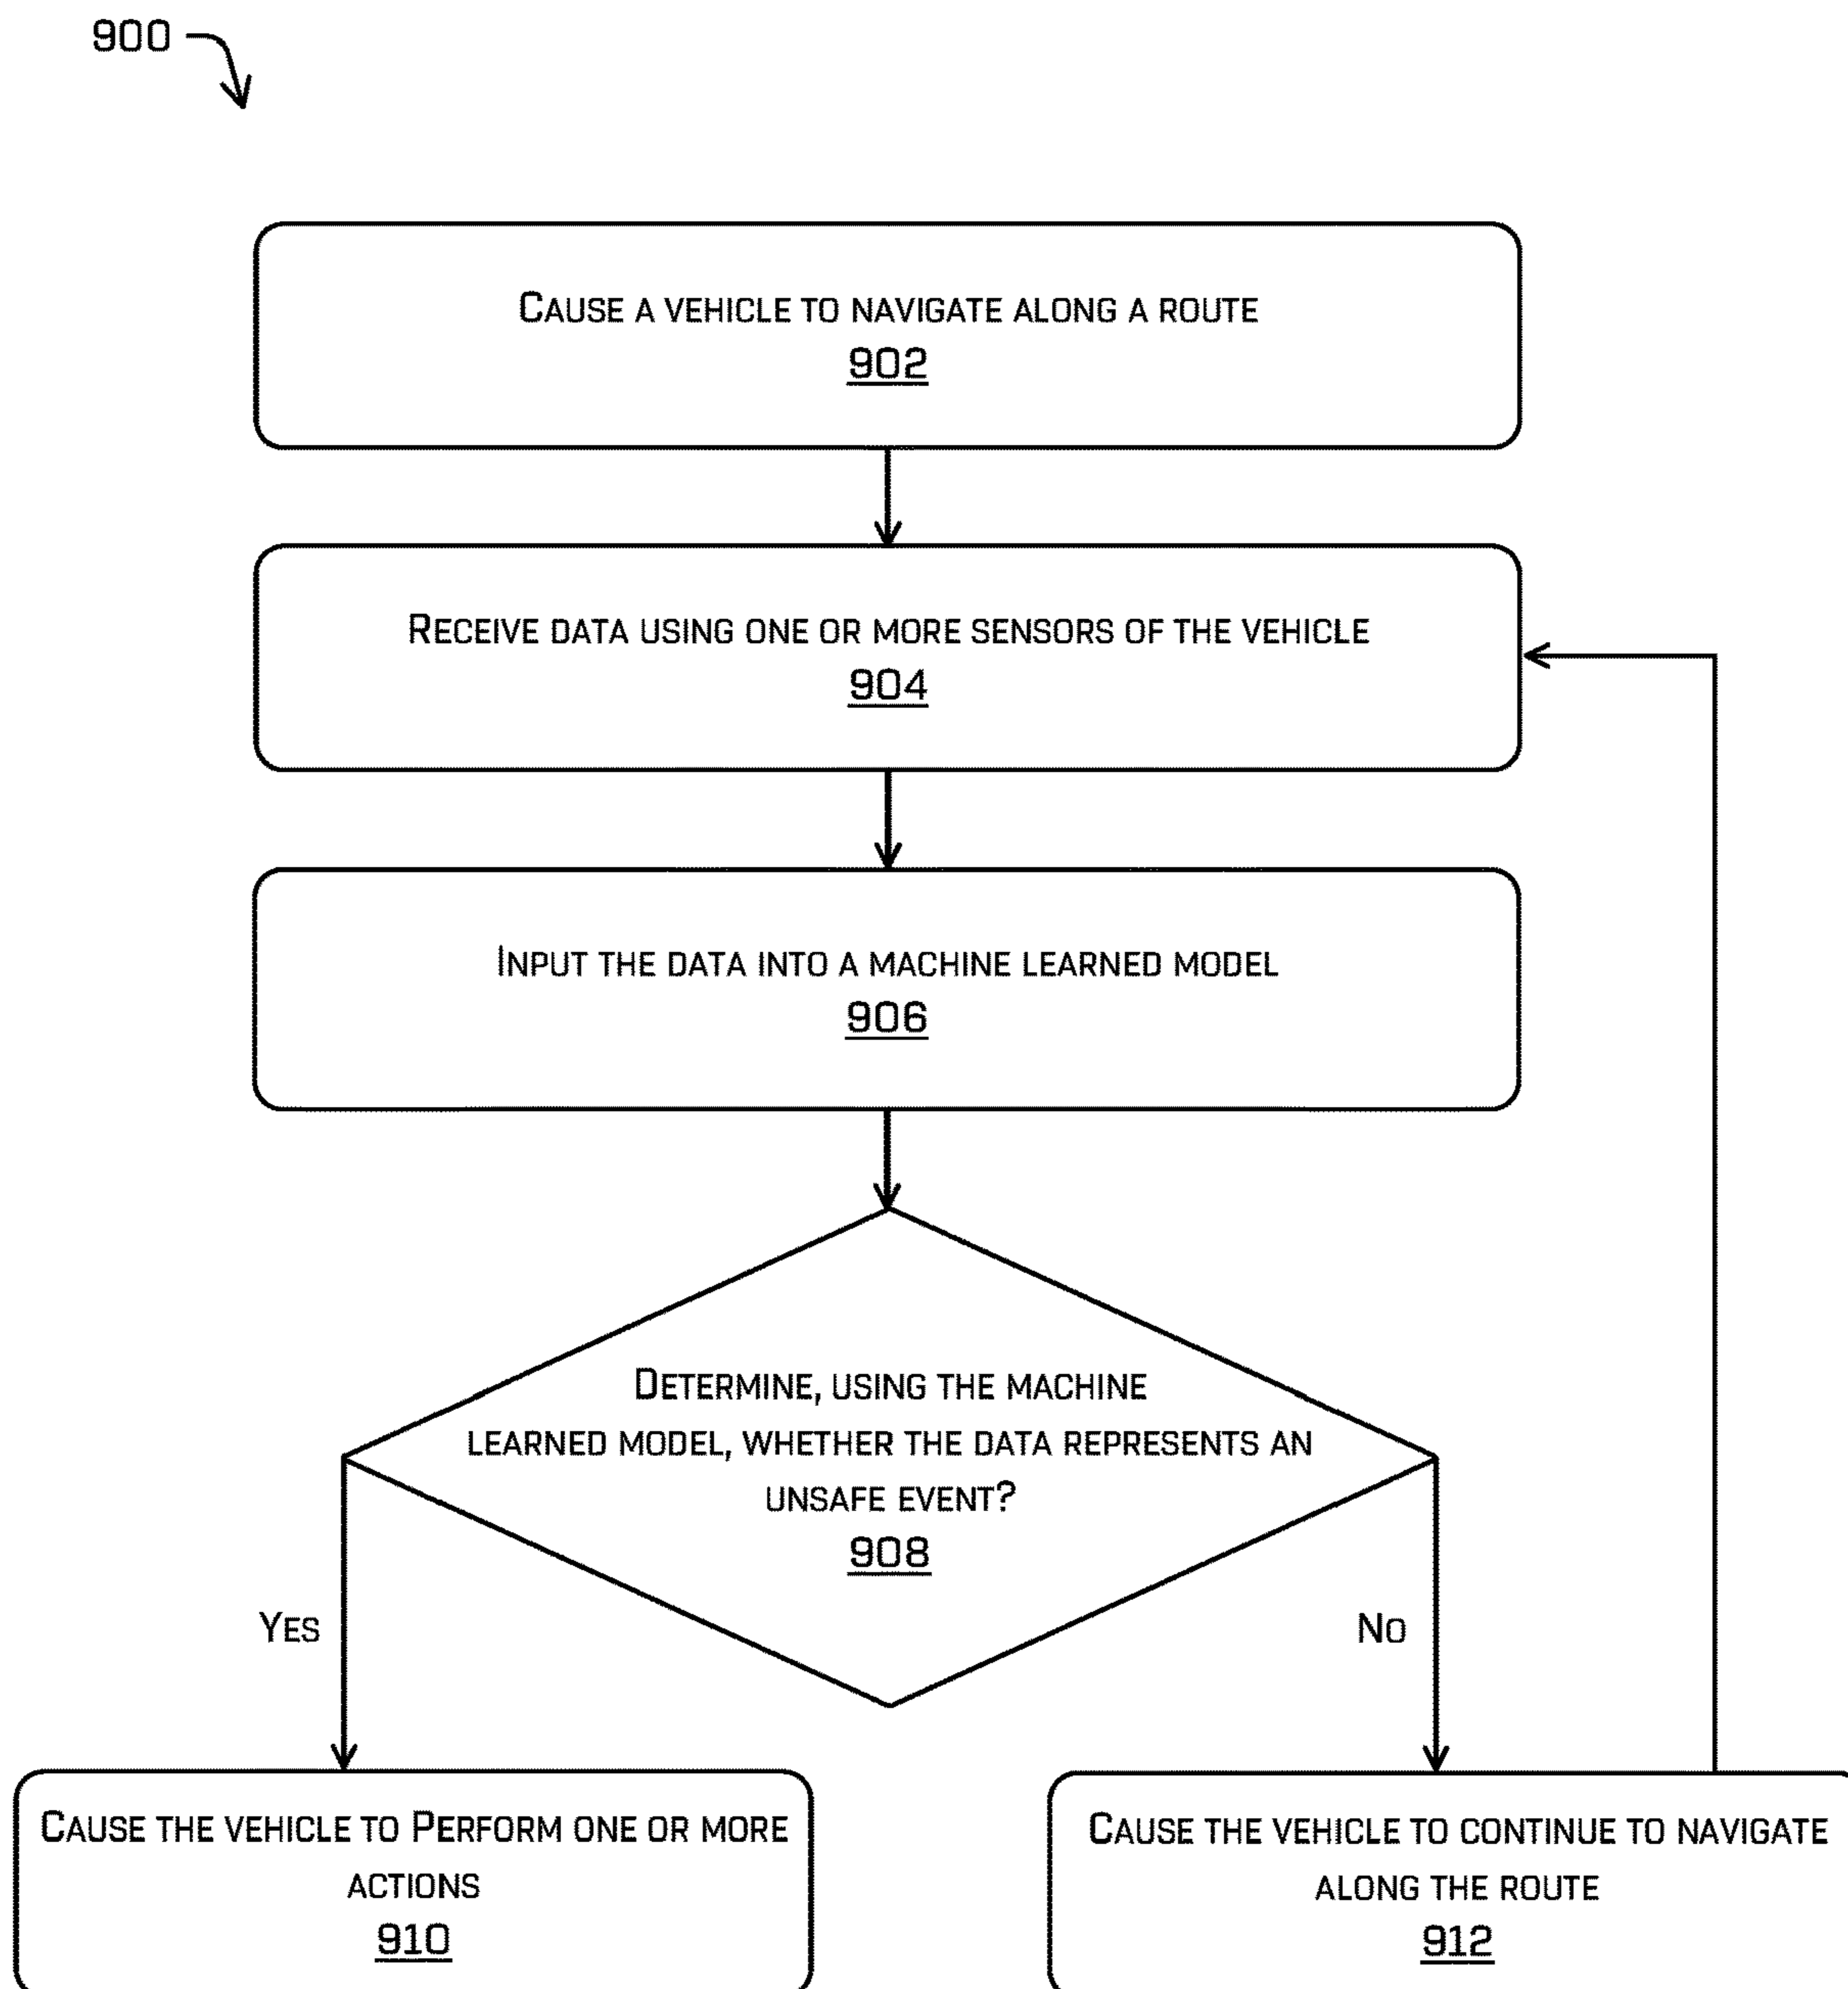 900
Cause a vehicle to navigate along a route
902
Receive data using one or more sensors of the vehicle
904
Input the data into a machine learned model
906
Determine, using the machine
learned model, whether the data represents an
unsafe event?
908
Yes
No
Cause the vehicle to Perform one or more
actions
910
Cause the vehicle to continue to navigate
along the route
912